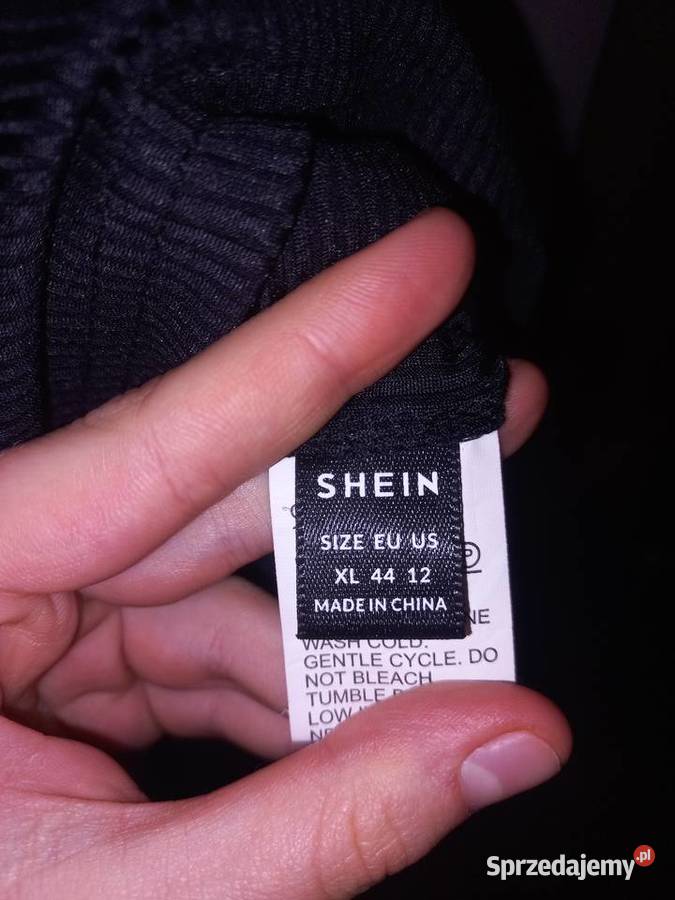 SHEIN
SIZE EU US
XL 44 12
MADE IN CHINA
WASH COLD.
GENTLE CYCLE. DO
NOT BLEACH
TUMBLE
LOW
Sprzedajemy.pl